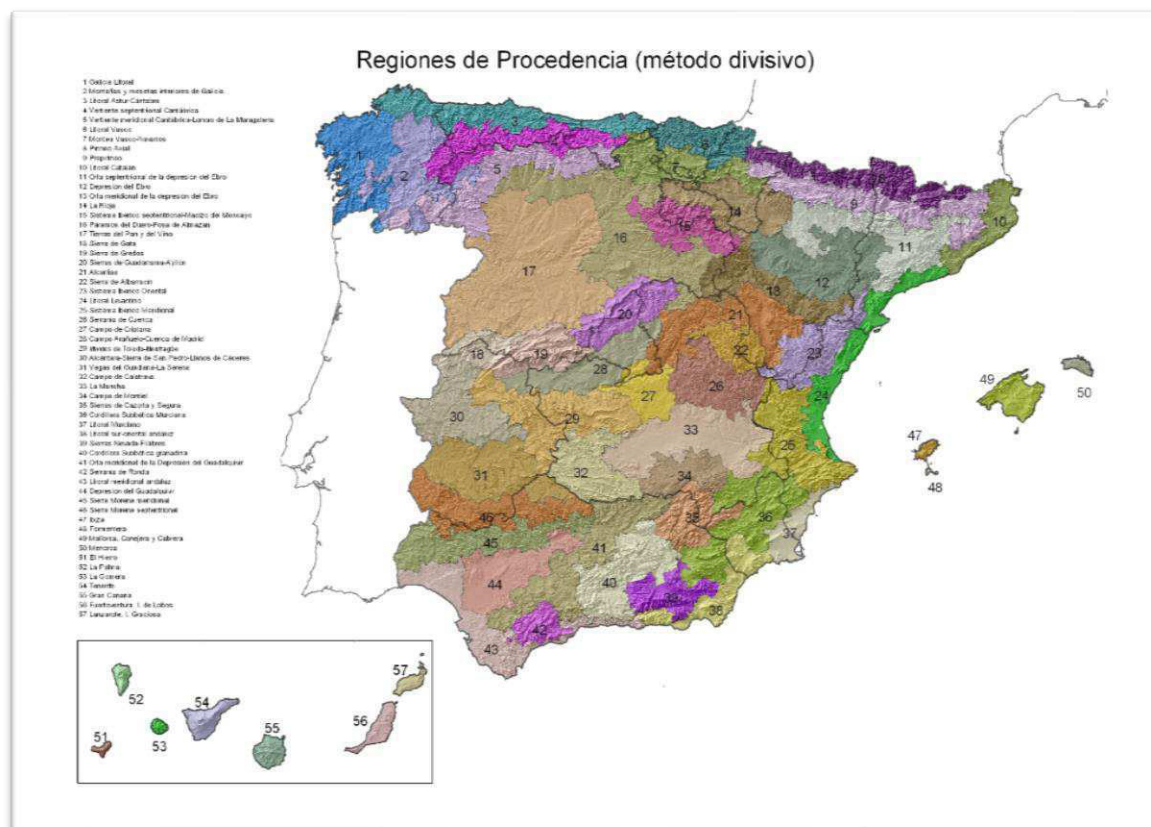 Regiones de Procedencia (método divisivo)
1 Galicia Litoral
2 Montañas y mesetas interiores de Galicia
3 Litoral Astur-Cántabro
4 Vertiente septentrional Cantábrica
5 Vertiente meridional Cantábrica-Lomas de La Maragatería
6 Litoral Vasco
7 Montes Vasco-Navarros
8 Pirineo Axial
9 Prepirineo
10 Litoral Catalán
11 Orla septentrional de la depresión del Ebro
12 Depresión del Ebro
13 Orla meridional de la depresión del Ebro
14 La Rioja
15 Sistema Ibérico septentrional-Macizo del Moncayo
16 Páramos del Duero-Fosa de Almazán
17 Tierras del Pan y del Vino
18 Sierra de Gata
19 Sierra de Gredos
20 Sierras de Guadarrama-Ayllón
21 Alcarrias
22 Sierra de Albarracín
23 Sistema Ibérico Oriental
24 Litoral Levantino
25 Sistema Ibérico Meridional
26 Serranía de Cuenca
27 Campo de Criptana
28 Campo Arañuelo-Cuenca de Madrid
29 Montes de Toledo-Monfragüe
30 Alcántara-Sierra de San Pedro-Llanos de Cáceres
31 Vegas del Guadiana-La Serena
32 Campo de Calatrava
33 La Mancha
34 Campo de Montiel
35 Sierras de Cazorla y Segura
36 Cordillera Subbética Murciana
37 Litoral Murciano
38 Litoral sur-oriental andaluz
39 Sierras Nevada-Filabres
40 Cordillera Subbética granadina
41 Orla meridional de la Depresión del Guadalquivir
42 Serranía de Ronda
43 Litoral meridional andaluz
44 Depresión del Guadalquivir
45 Sierra Morena meridional
46 Sierra Morena septentrional
47 Ibiza
48 Formentera
49 Mallorca, Conejera y Cabrera
50 Menorca
51 El Hierro
52 La Palma
53 La Gomera
54 Tenerife
55 Gran Canaria
56 Fuerteventura, I. de Lobos
57 Lanzarote, I. Graciosa
3
1
2
5
6
7
9
10
14
15
11
16
12
17
13
20
21
18
19
22
23
28
49
50
26
27
24
30
29
33
47
25
31
32
34
48
46
35
36
45
37
41
44
40
39
38
42
43
57
52
54
56
53
55
51